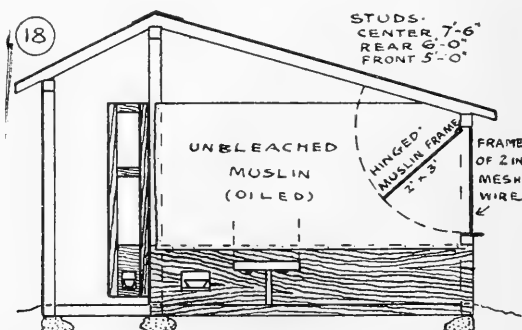 18
STUDS.
CENTER 7'-6"
REAR 6'-0"
FRONT 5'-0"
UNBLEACHED
MUSLIN
(OILED)
HINGED.
MUSLIN FRAME
2' x 3'
FRAME
OF 2 IN
MESH
WIRE